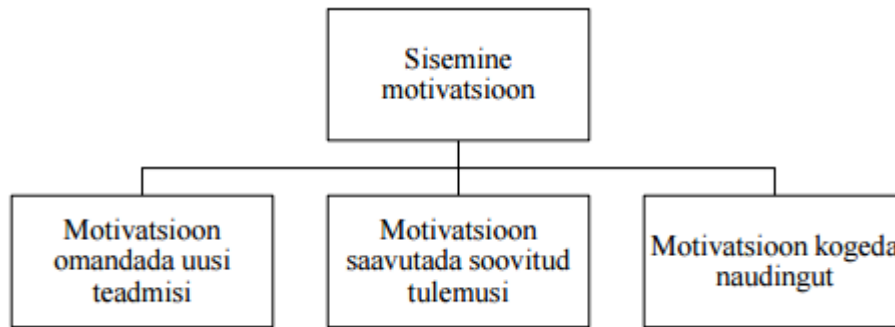 Sisemine
motivatsioon
Motivatsioon
omandada uusi
teadmisi
Motivatsioon
saavutada soovitud
tulemusi
Motivatsioon kogeda
naudingut